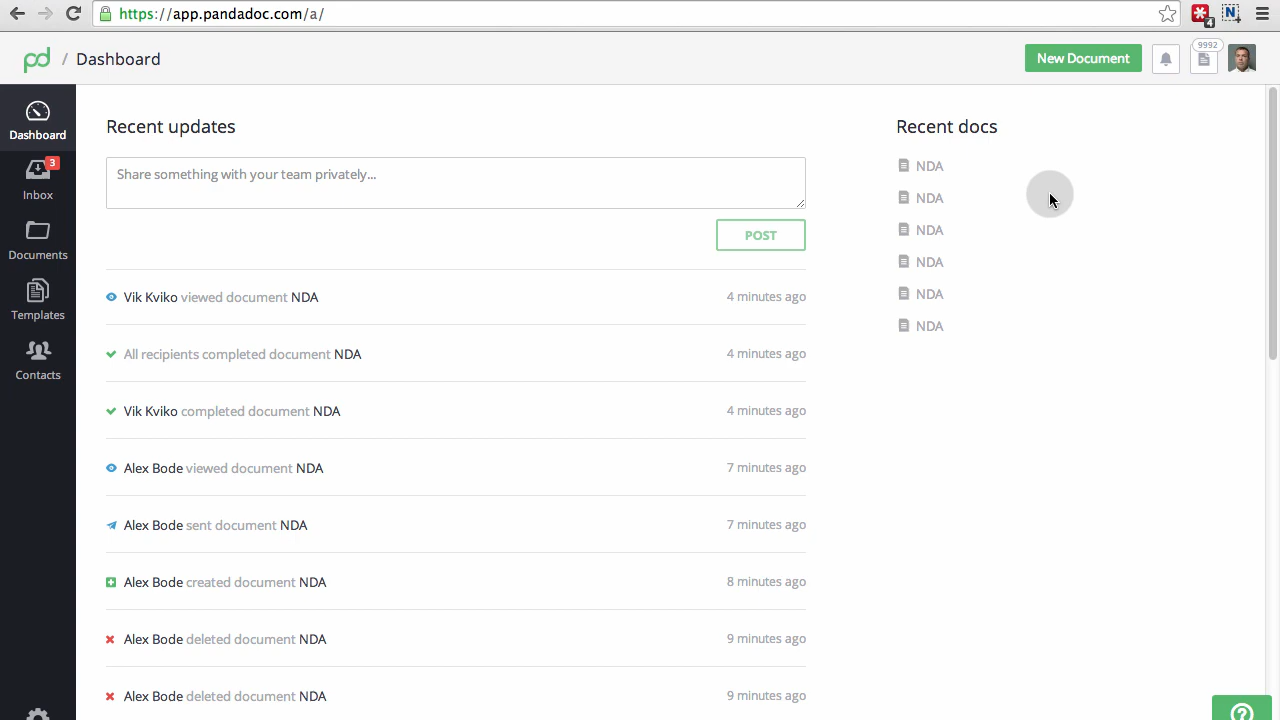 https://app.pandadoc.com/a/
4
N
pd / Dashboard
New Document
9992
Dashboard
3
Inbox
Documents
Templates
Contacts
Recent updates
Share something with your team privately...
POST
Vik Kviko viewed document NDA 4 minutes ago
All recipients completed document NDA 4 minutes ago
Vik Kviko completed document NDA 4 minutes ago
Alex Bode viewed document NDA 7 minutes ago
Alex Bode sent document NDA 7 minutes ago
Alex Bode created document NDA 8 minutes ago
Alex Bode deleted document NDA 9 minutes ago
Alex Bode deleted document NDA 9 minutes ago
Recent docs
NDA
NDA
NDA
NDA
NDA
NDA
?